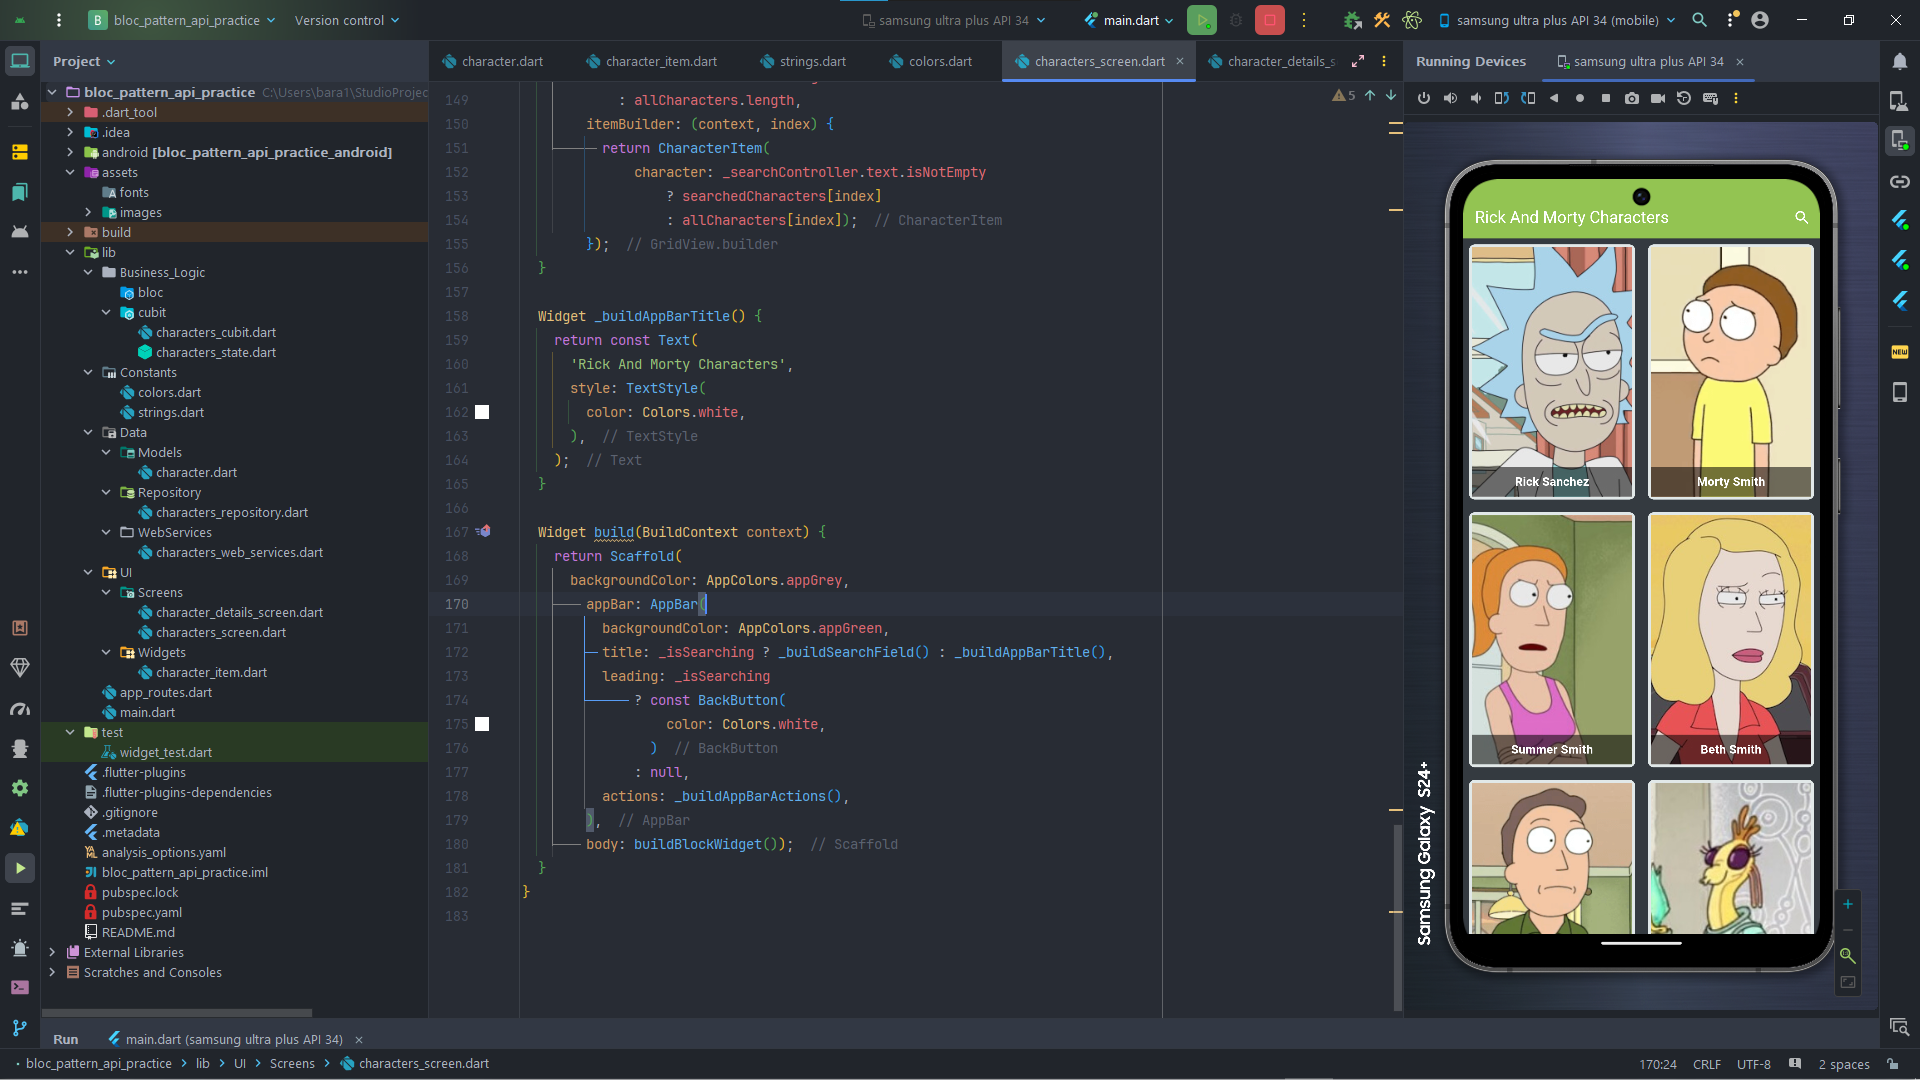 B bloc_pattern_api_practice Version control samsung ultra plus API 34 main.dart samsung ultra plus API 34 (mobile)
Project character.dart character_item.dart strings.dart colors.dart characters_screen.dart character_details_s Running Devices samsung ultra plus API 34
bloc_pattern_api_practice C:\Users\bara1\StudioProjec
.dart_tool
.idea
android [bloc_pattern_api_practice_android]
assets
fonts
images
build
lib
Business_Logic
bloc
cubit
characters_cubit.dart
characters_state.dart
Constants
colors.dart
strings.dart
Data
Models
character.dart
Repository
characters_repository.dart
WebServices
characters_web_services.dart
UI
Screens
character_details_screen.dart
characters_screen.dart
Widgets
character_item.dart
app_routes.dart
main.dart
test
widget_test.dart
.flutter-plugins
.flutter-plugins-dependencies
.gitignore
.metadata
analysis_options.yaml
bloc_pattern_api_practice.iml
pubspec.lock
pubspec.yaml
README.md
External Libraries
Scratches and Consoles
5
149 : allCharacters.length,
150 itemBuilder: (context, index) {
151 return CharacterItem(
152 character: _searchController.text.isNotEmpty
153 ? searchedCharacters[index]
154 : allCharacters[index]); // CharacterItem
155 }); // GridView.builder
156 }
157
158 Widget _buildAppBarTitle() {
159 return const Text(
160 'Rick And Morty Characters',
161 style: TextStyle(
162 color: Colors.white,
163 ), // TextStyle
164 ); // Text
165 }
166
167 Widget build(BuildContext context) {
168 return Scaffold(
169 backgroundColor: AppColors.appGrey,
170 appBar: AppBar(
171 backgroundColor: AppColors.appGreen,
172 title: _isSearching ? _buildSearchField() : _buildAppBarTitle(),
173 leading: _isSearching
174 ? const BackButton(
175 color: Colors.white,
176 ) // BackButton
177 : null,
178 actions: _buildAppBarActions(),
179 ), // AppBar
180 body: buildBlockWidget()); // Scaffold
181 }
182 }
183
Rick And Morty Characters
Rick Sanchez Morty Smith
Summer Smith Beth Smith
Samsung Galaxy S24+
NEW
Run main.dart (samsung ultra plus API 34)
bloc_pattern_api_practice > lib > UI > Screens > characters_screen.dart 170:24 CRLF UTF-8 2 spaces